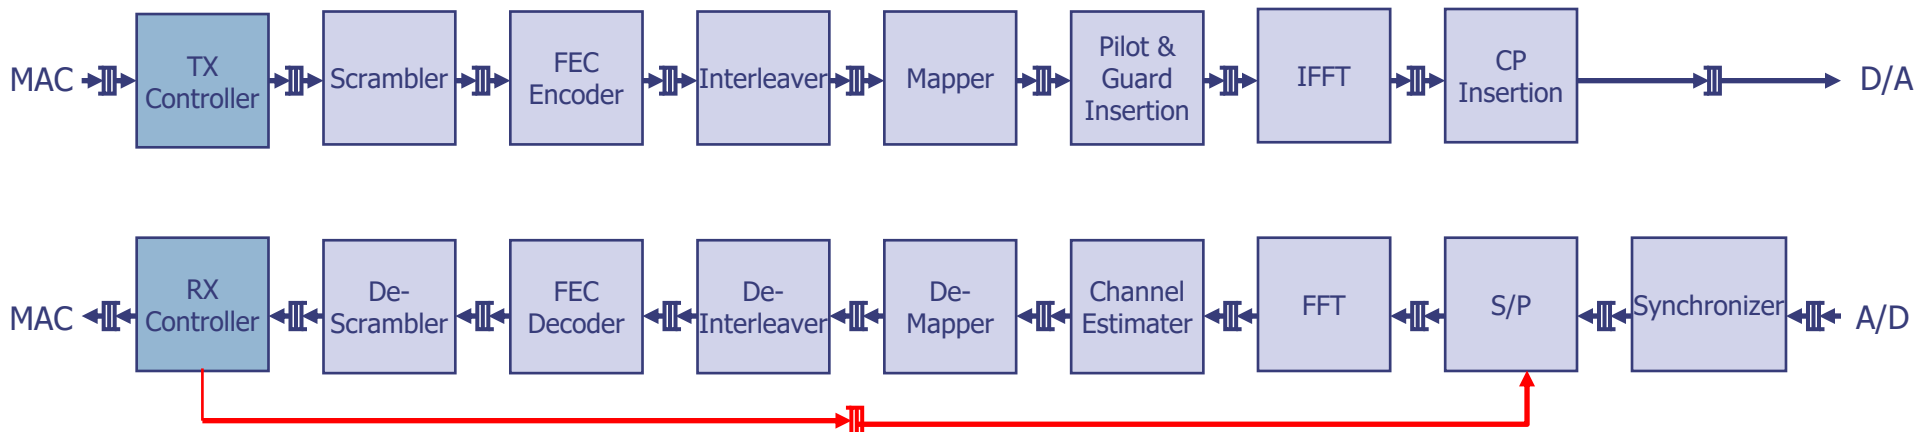 MAC
TX
Controller
Scrambler
FEC
Encoder
Interleaver
Mapper
Pilot &
Guard
Insertion
IFFT
CP
Insertion
D/A
MAC
RX
Controller
De-
Scrambler
FEC
Decoder
De-
Interleaver
De-
Mapper
Channel
Estimater
FFT
S/P
Synchronizer
A/D